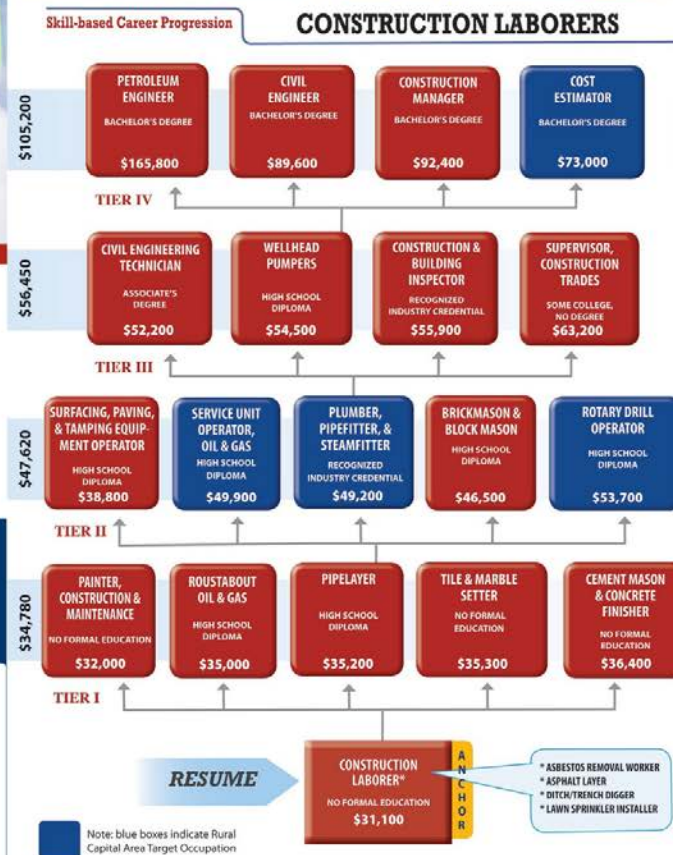 Skill-based Career Progression
CONSTRUCTION LABORERS
$105,200
PETROLEUM
ENGINEER
BACHELOR'S DEGREE
$165,800
CIVIL
ENGINEER
BACHELOR'S DEGREE
$89,600
CONSTRUCTION
MANAGER
BACHELOR'S DEGREE
$92,400
COST
ESTIMATOR
BACHELOR'S DEGREE
$73,000
TIER IV
$56,450
CIVIL ENGINEERING
TECHNICIAN
ASSOCIATE'S
DEGREE
$52,200
WELLHEAD
PUMPERS
HIGH SCHOOL
DIPLOMA
$54,500
CONSTRUCTION &
BUILDING
INSPECTOR
RECOGNIZED
INDUSTRY CREDENTIAL
$55,900
SUPERVISOR,
CONSTRUCTION
TRADES
SOME COLLEGE,
NO DEGREE
$63,200
TIER III
$47,620
SURFACING, PAVING,
& TAMPING EQUIP-
MENT OPERATOR
HIGH SCHOOL
DIPLOMA
$38,800
SERVICE UNIT
OPERATOR,
OIL & GAS
HIGH SCHOOL
DIPLOMA
$49,900
PLUMBER,
PIPEFITTER, &
STEAMFITTER
RECOGNIZED
INDUSTRY CREDENTIAL
$49,200
BRICKMASON &
BLOCK MASON
HIGH SCHOOL
DIPLOMA
$46,500
ROTARY DRILL
OPERATOR
HIGH SCHOOL
DIPLOMA
$53,700
TIER II
$34,780
PAINTER,
CONSTRUCTION &
MAINTENANCE
NO FORMAL EDUCATION
$32,000
ROUSTABOUT
OIL & GAS
HIGH SCHOOL
DIPLOMA
$35,000
PIPELAYER
HIGH SCHOOL
DIPLOMA
$35,200
TILE & MARBLE
SETTER
NO FORMAL
EDUCATION
$35,300
CEMENT MASON
& CONCRETE
FINISHER
NO FORMAL
EDUCATION
$36,400
TIER I
RESUME
CONSTRUCTION
LABORER*
NO FORMAL EDUCATION
$31,100
ANCHOR
* ASBESTOS REMOVAL WORKER
* ASPHALT LAYER
* DITCH/TRENCH DIGGER
* LAWN SPRINKLER INSTALLER
Note: blue boxes indicate Rural
Capital Area Target Occupation